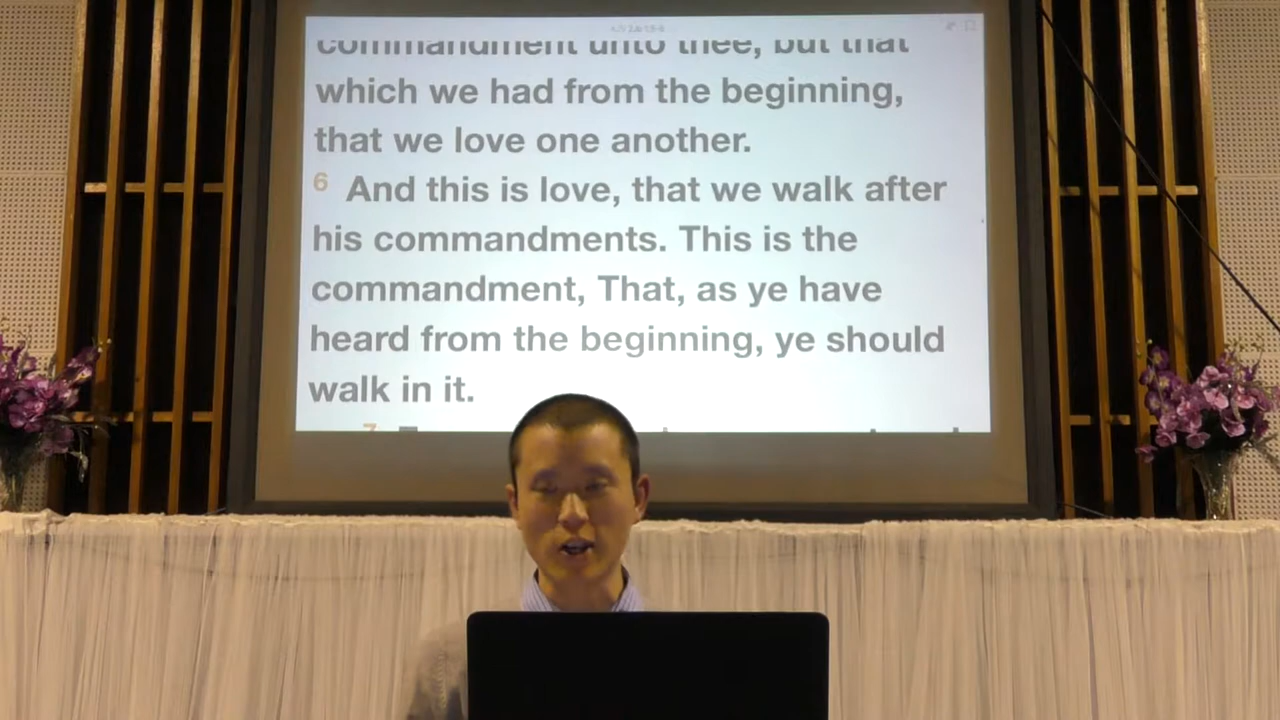 commandment unto thee, but that
which we had from the beginning,
that we love one another.
6 And this is love, that we walk after
his commandments. This is the
commandment, That, as ye have
heard from the beginning, ye should
walk in it.
7